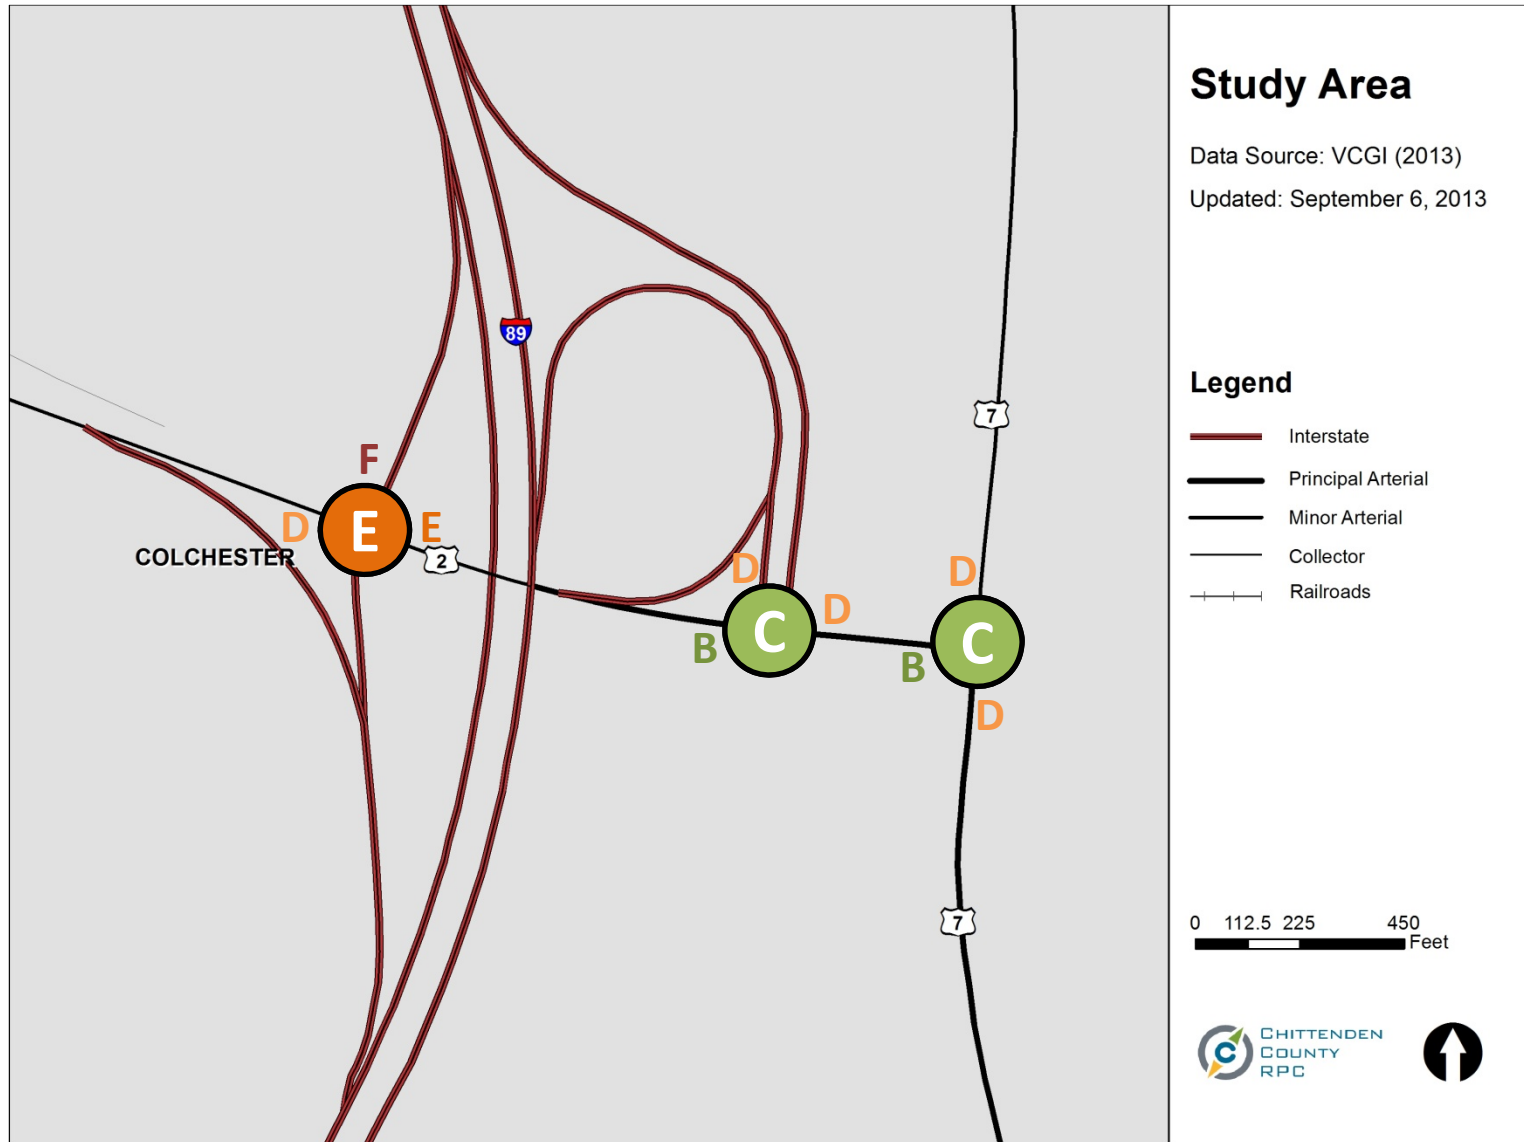 Study Area
Data Source: VCGI (2013)
Updated: September 6, 2013
89
7
Legend
Interstate
Principal Arterial
Minor Arterial
Collector
Railroads
F
D
E
E
COLCHESTER
2
D
C
D
B
D
C
B
D
7
0 112.5 225 450
Feet
C
CHITTENDEN
COUNTY
RPC